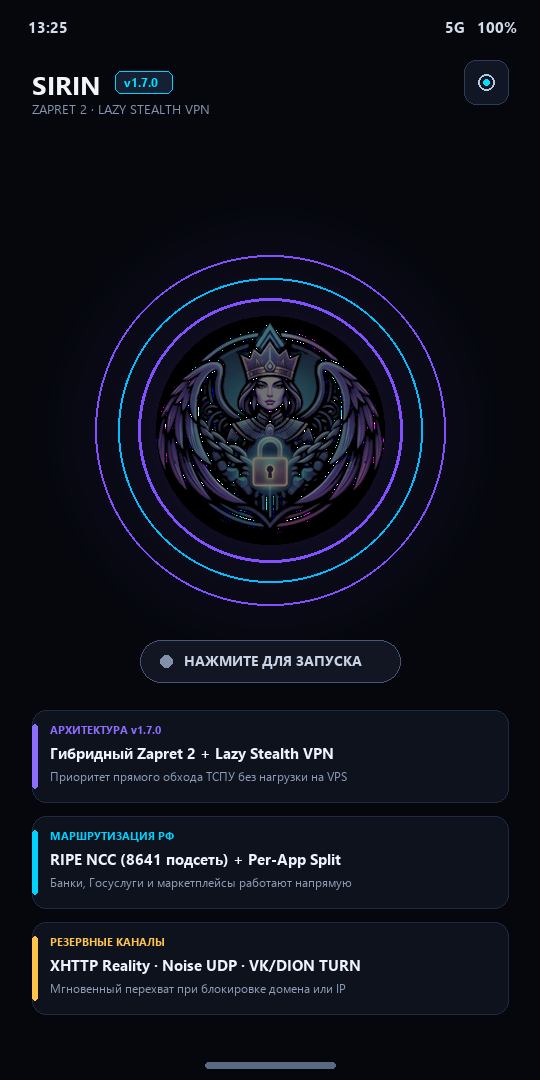 13:25 5G 100%
SIRIN v1.7.0
ZAPRET 2 · LAZY STEALTH VPN
НАЖМИТЕ ДЛЯ ЗАПУСКА
АРХИТЕКТУРА v1.7.0
Гибридный Zapret 2 + Lazy Stealth VPN
Приоритет прямого обхода ТСПУ без нагрузки на VPS
МАРШРУТИЗАЦИЯ РФ
RIPE NCC (8641 подсеть) + Per-App Split
Банки, Госуслуги и маркетплейсы работают напрямую
РЕЗЕРВНЫЕ КАНАЛЫ
XHTTP Reality · Noise UDP · VK/DION TURN
Мгновенный перехват при блокировке домена или IP